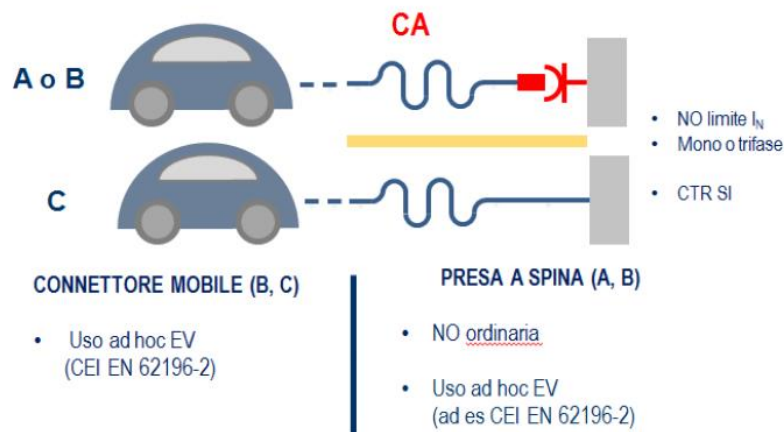 CA
A o B
• NO limite IN
• Mono o trifase
C
• CTR SI
CONNETTORE MOBILE (B, C)
• Uso ad hoc EV
(CEI EN 62196-2)
PRESA A SPINA (A, B)
• NO ordinaria
• Uso ad hoc EV
(ad es CEI EN 62196-2)